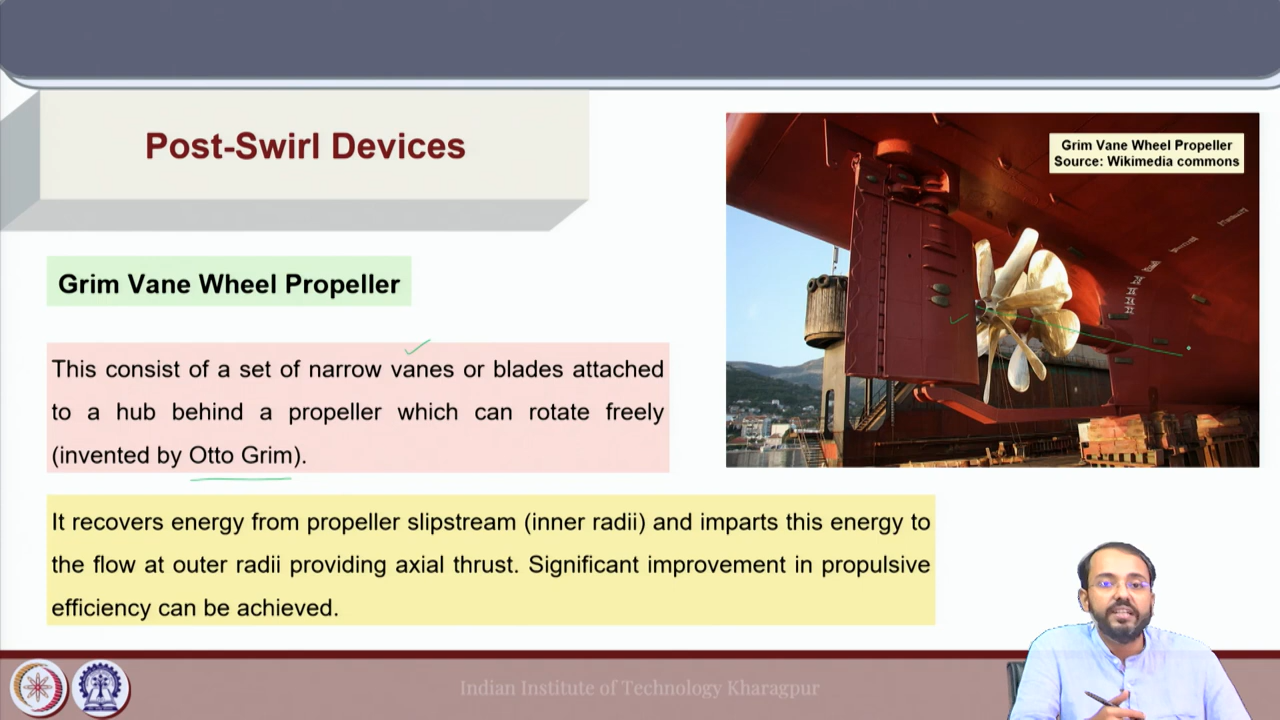 Post-Swirl Devices
Grim Vane Wheel Propeller
Source: Wikimedia commons
Grim Vane Wheel Propeller
This consist of a set of narrow vanes or blades attached
to a hub behind a propeller which can rotate freely
(invented by Otto Grim).
It recovers energy from propeller slipstream (inner radii) and imparts this energy to
the flow at outer radii providing axial thrust. Significant improvement in propulsive
efficiency can be achieved.
Indian Institute of Technology Kharagpur